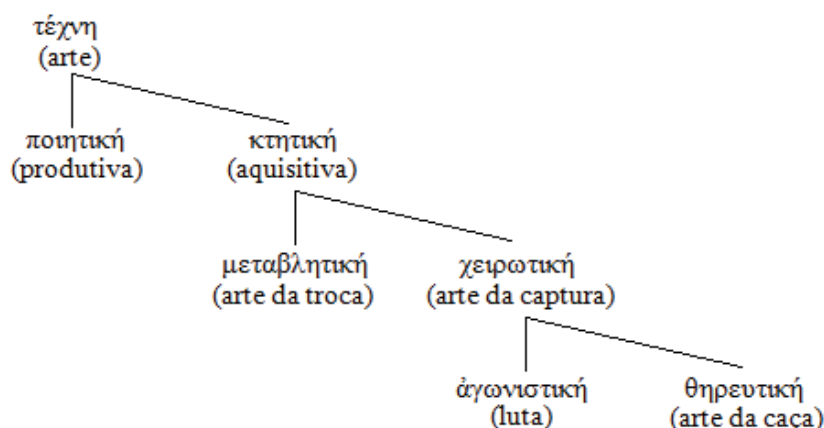 τέχνη
(arte)
ποιητική κτητική
(produtiva) (aquisitiva)
μεταβλητική χειρωτική
(arte da troca) (arte da captura)
ἀγωνιστική θηρευτική
(luta) (arte da caça)